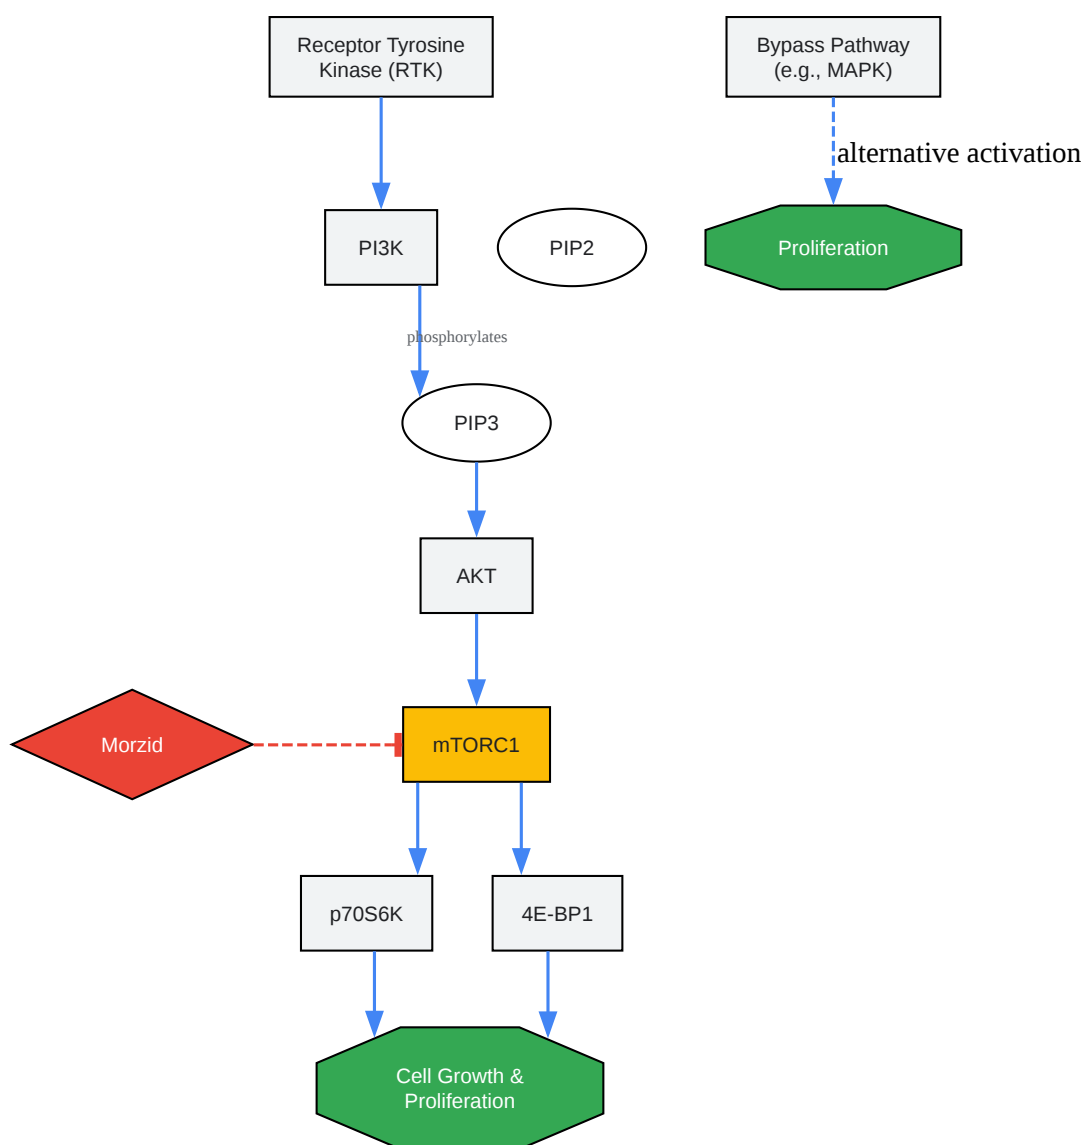 Receptor Tyrosine
Kinase (RTK)
Bypass Pathway
(e.g., MAPK)
alternative activation
PI3K
PIP2
Proliferation
phosphorylates
PIP3
AKT
Morzid
mTORC1
p70S6K
4E-BP1
Cell Growth &
Proliferation